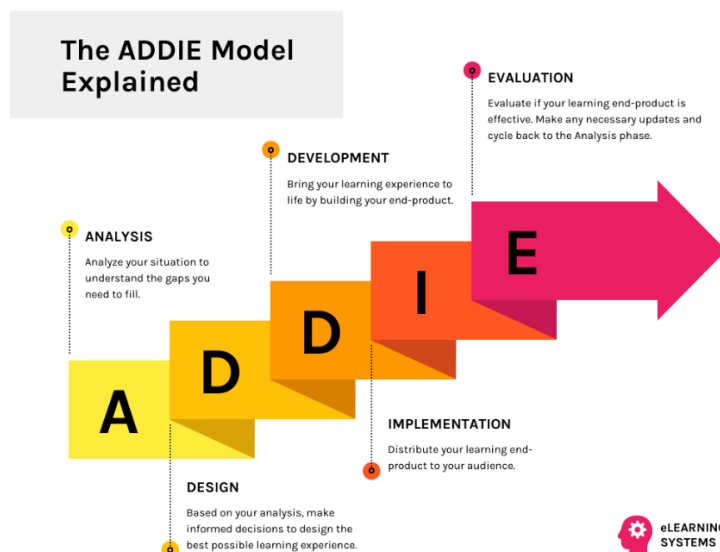 The ADDIE Model
Explained
EVALUATION
Evaluate if your learning end-product is
effective. Make any necessary updates and
cycle back to the Analysis phase.
DEVELOPMENT
Bring your learning experience to
life by building your end-product.
ANALYSIS
Analyze your situation to
understand the gaps you
need to fill.
A
D
D
I
E
IMPLEMENTATION
Distribute your learning end-
product to your audience.
DESIGN
Based on your analysis, make
informed decisions to design the
best possible learning experience.
eLEARNING
SYSTEMS